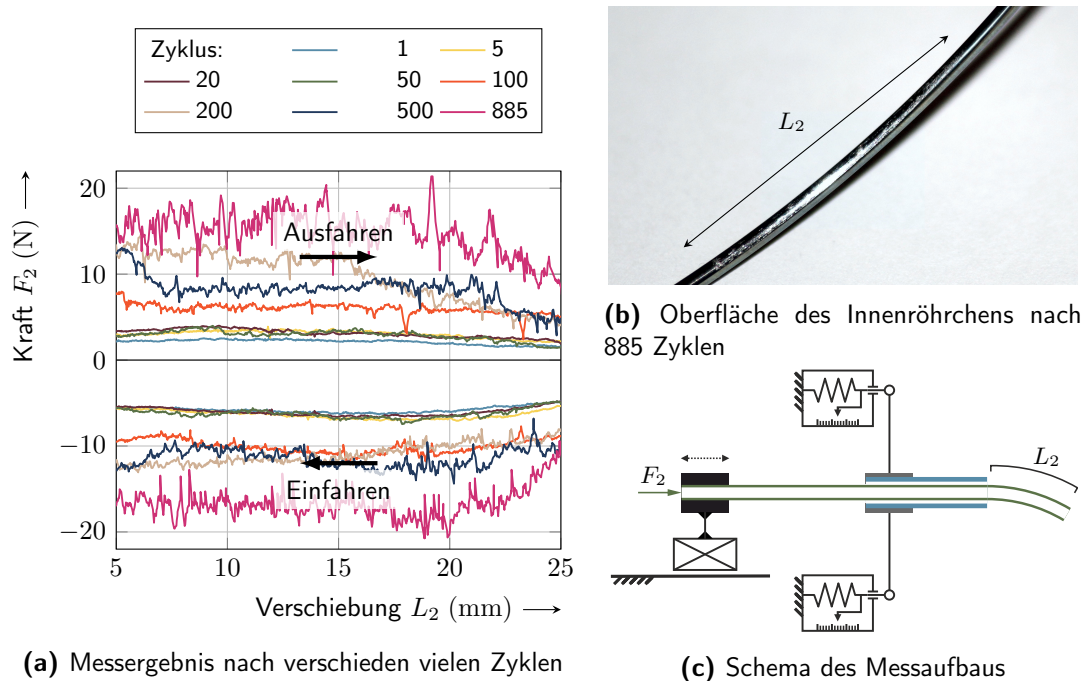 Zyklus: 1 5
20 50 100
200 500 885
Kraft F₂ (N)
20
10
0
−10
−20
Ausfahren
Einfahren
5 10 15 20 25
Verschiebung L₂ (mm)
(a) Messergebnis nach verschieden vielen Zyklen
L₂
(b) Oberfläche des Innenröhrchens nach
885 Zyklen
F₂
L₂
(c) Schema des Messaufbaus